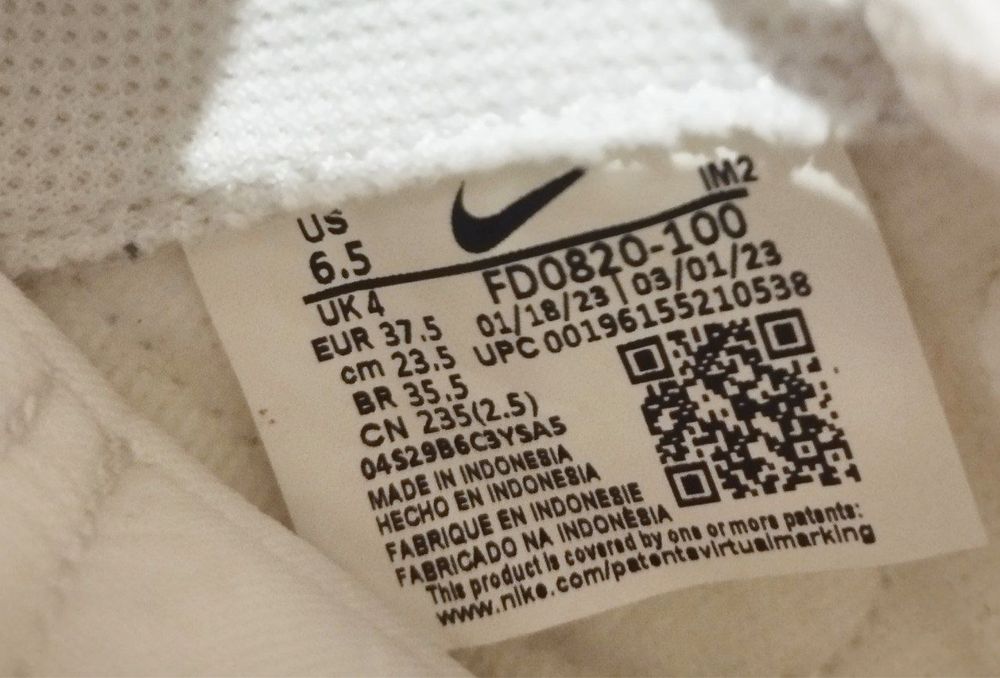 IM2
US
6.5
FD0820-100
01/18/23 | 03/01/23
UPC 00196155210538
UK 4
EUR 37.5
cm 23.5
BR 35.5
CN 235(2.5)
04S29B6C3YSA5
MADE IN INDONESIA
HECHO EN INDONESIA
FABRIQUE EN INDONESIE
FABRICADO NA INDONÉSIA
This product is covered by one or more patents:
www.nike.com/patentsvirtualmarking